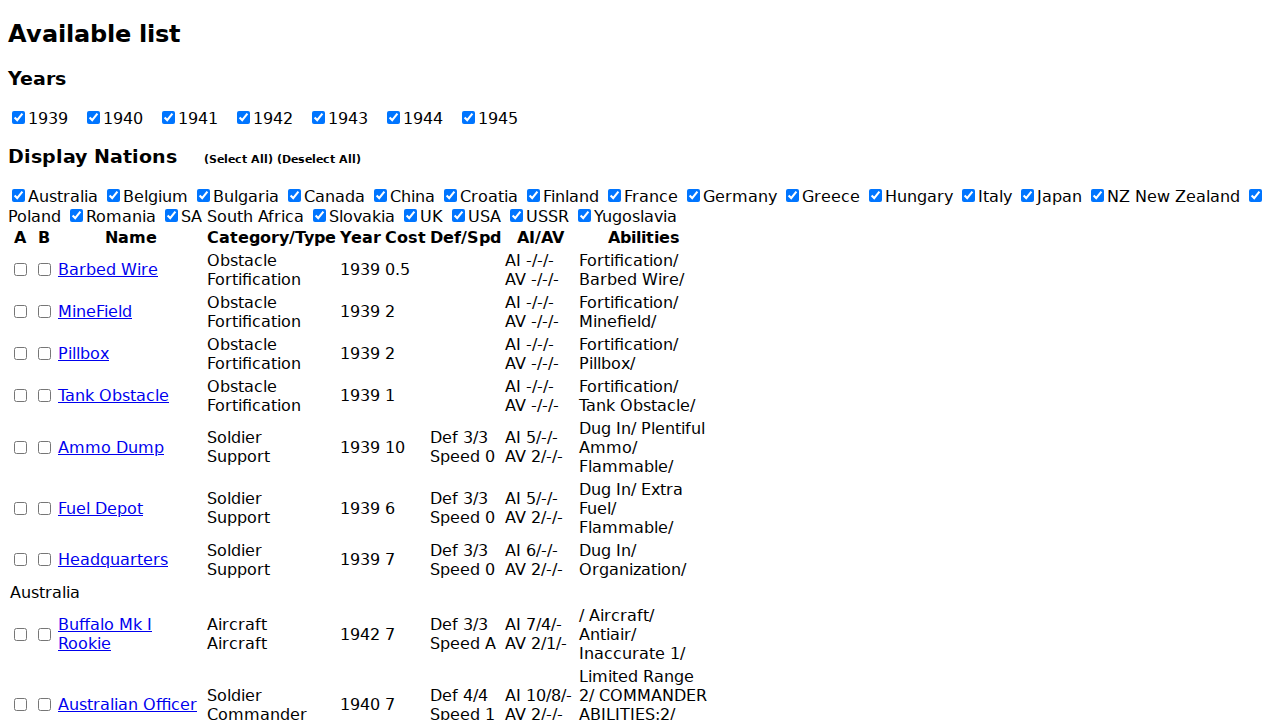 Available list
Years
1939 1940 1941 1942 1943 1944 1945
Display Nations (Select All) (Deselect All)
Australia Belgium Bulgaria Canada China Croatia Finland France Germany Greece Hungary Italy Japan NZ New Zealand
Poland Romania SA South Africa Slovakia UK USA USSR Yugoslavia
A B Name Category/Type Year Cost Def/Spd AI/AV Abilities
Barbed Wire Obstacle Fortification 1939 0.5 AI -/-/- AV -/-/- Fortification/ Barbed Wire/
MineField Obstacle Fortification 1939 2 AI -/-/- AV -/-/- Fortification/ Minefield/
Pillbox Obstacle Fortification 1939 2 AI -/-/- AV -/-/- Fortification/ Pillbox/
Tank Obstacle Obstacle Fortification 1939 1 AI -/-/- AV -/-/- Fortification/ Tank Obstacle/
Ammo Dump Soldier Support 1939 10 Def 3/3 Speed 0 AI 5/-/- AV 2/-/- Dug In/ Plentiful Ammo/ Flammable/
Fuel Depot Soldier Support 1939 6 Def 3/3 Speed 0 AI 5/-/- AV 2/-/- Dug In/ Extra Fuel/ Flammable/
Headquarters Soldier Support 1939 7 Def 3/3 Speed 0 AI 6/-/- AV 2/-/- Dug In/ Organization/
Australia
Buffalo Mk I Rookie Aircraft Aircraft 1942 7 Def 3/3 Speed A AI 7/4/- AV 2/1/- / Aircraft/ Antiair/ Inaccurate 1/
Australian Officer Soldier Commander 1940 7 Def 4/4 Speed 1 AI 10/8/- AV 2/-/- Limited Range 2/ COMMANDER ABILITIES:2/